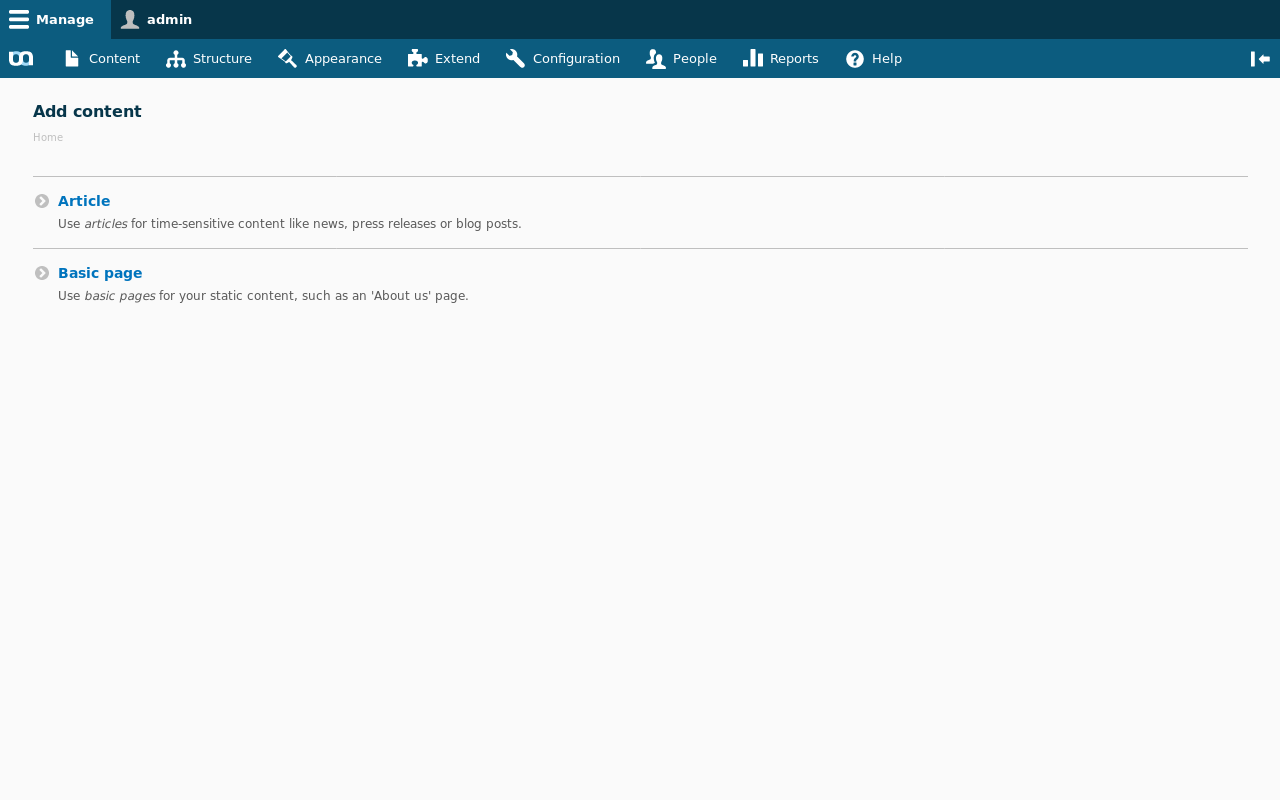 Manage
admin
Content
Structure
Appearance
Extend
Configuration
People
Reports
Help
Add content
Home
Article
Use articles for time-sensitive content like news, press releases or blog posts.
Basic page
Use basic pages for your static content, such as an 'About us' page.